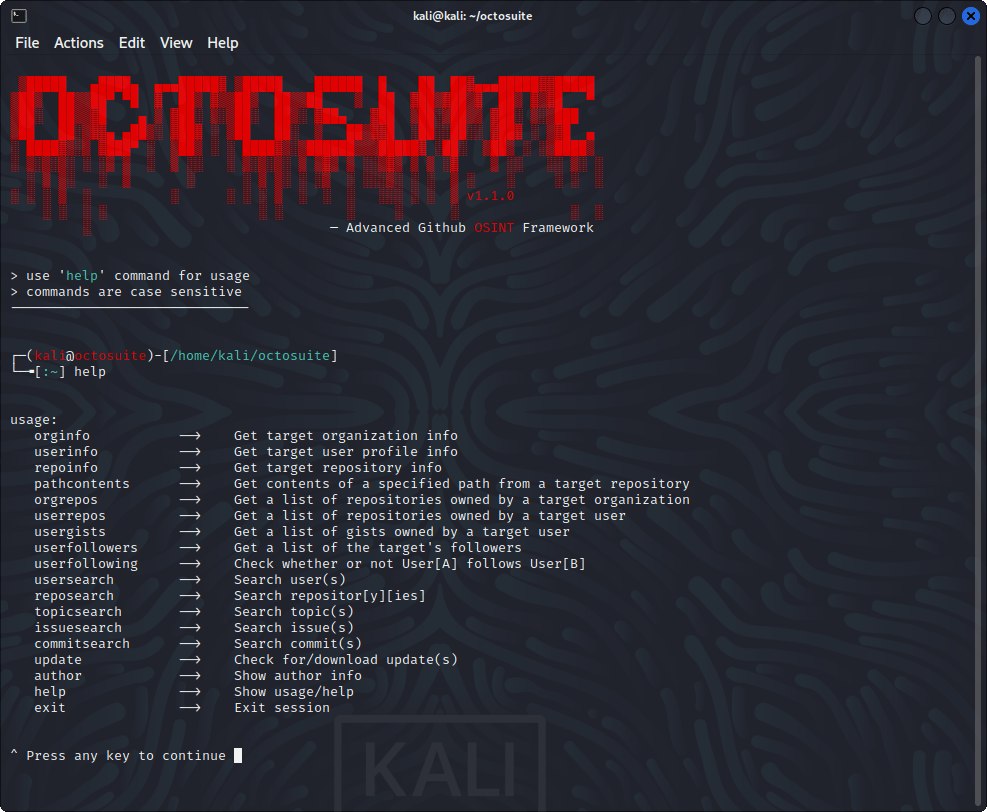 kali@kali: ~/octosuite
File Actions Edit View Help
OCTOSUITE
v1.1.0
— Advanced Github OSINT Framework
> use 'help' command for usage
> commands are case sensitive
┌─(kali@octosuite)-[/home/kali/octosuite]
└─╼[:~] help
usage:
orginfo ──> Get target organization info
userinfo ──> Get target user profile info
repoinfo ──> Get target repository info
pathcontents ──> Get contents of a specified path from a target repository
orgrepos ──> Get a list of repositories owned by a target organization
userrepos ──> Get a list of repositories owned by a target user
usergists ──> Get a list of gists owned by a target user
userfollowers ──> Get a list of the target's followers
userfollowing ──> Check whether or not User[A] follows User[B]
usersearch ──> Search user(s)
reposearch ──> Search repositor[y][ies]
topicsearch ──> Search topic(s)
issuesearch ──> Search issue(s)
commitsearch ──> Search commit(s)
update ──> Check for/download update(s)
author ──> Show author info
help ──> Show usage/help
exit ──> Exit session
^ Press any key to continue
KALI